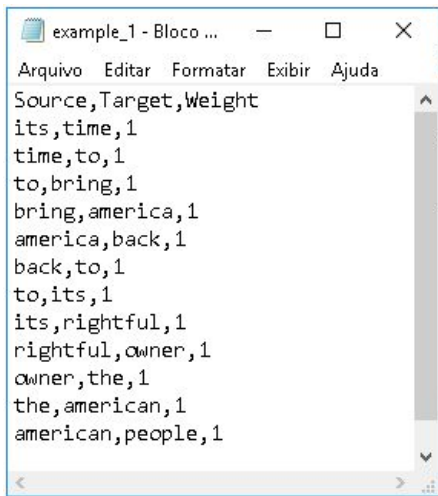 example_1 - Bloco ...
Arquivo Editar Formatar Exibir Ajuda
Source,Target,Weight
its,time,1
time,to,1
to,bring,1
bring,america,1
america,back,1
back,to,1
to,its,1
its,rightful,1
rightful,owner,1
owner,the,1
the,american,1
american,people,1